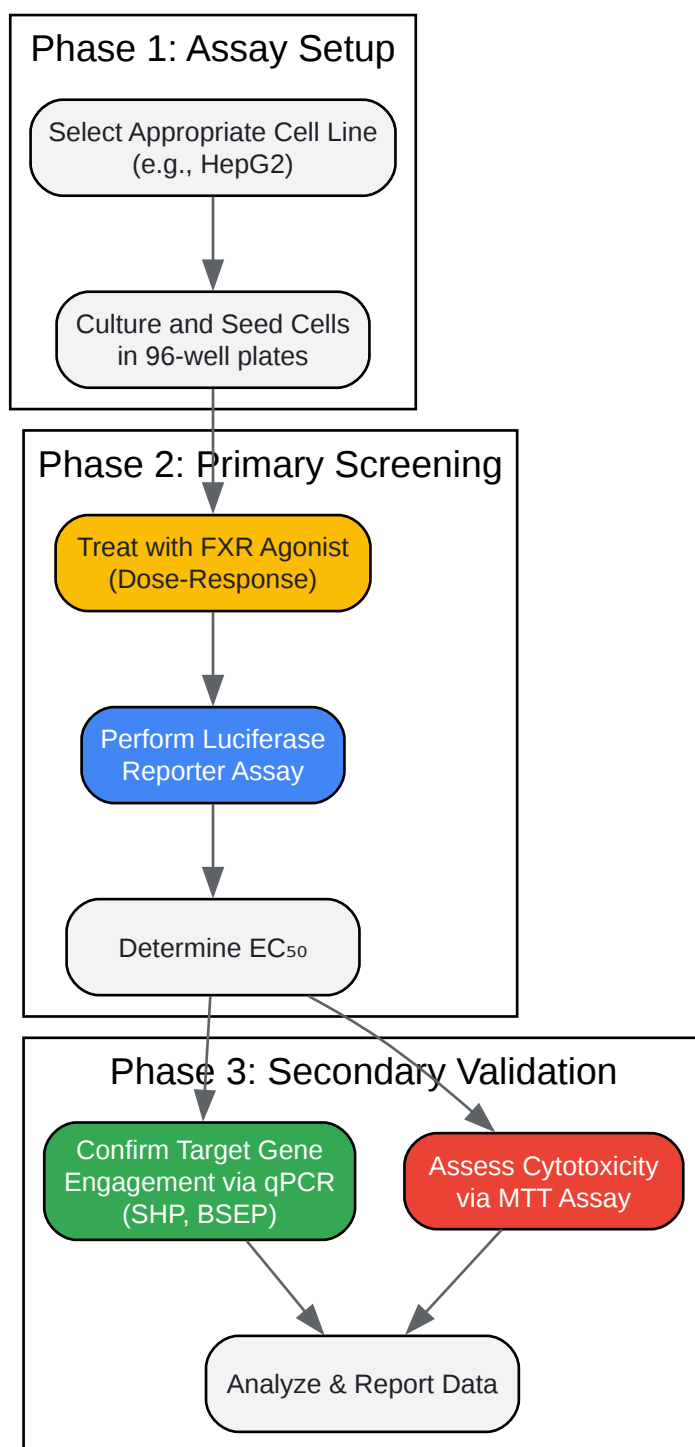 Phase 1: Assay Setup
Select Appropriate Cell Line
(e.g., HepG2)
Culture and Seed Cells
in 96-well plates
Phase 2: Primary Screening
Treat with FXR Agonist
(Dose-Response)
Perform Luciferase
Reporter Assay
Determine EC₅₀
Phase 3: Secondary Validation
Confirm Target Gene
Engagement via qPCR
(SHP, BSEP)
Assess Cytotoxicity
via MTT Assay
Analyze & Report Data